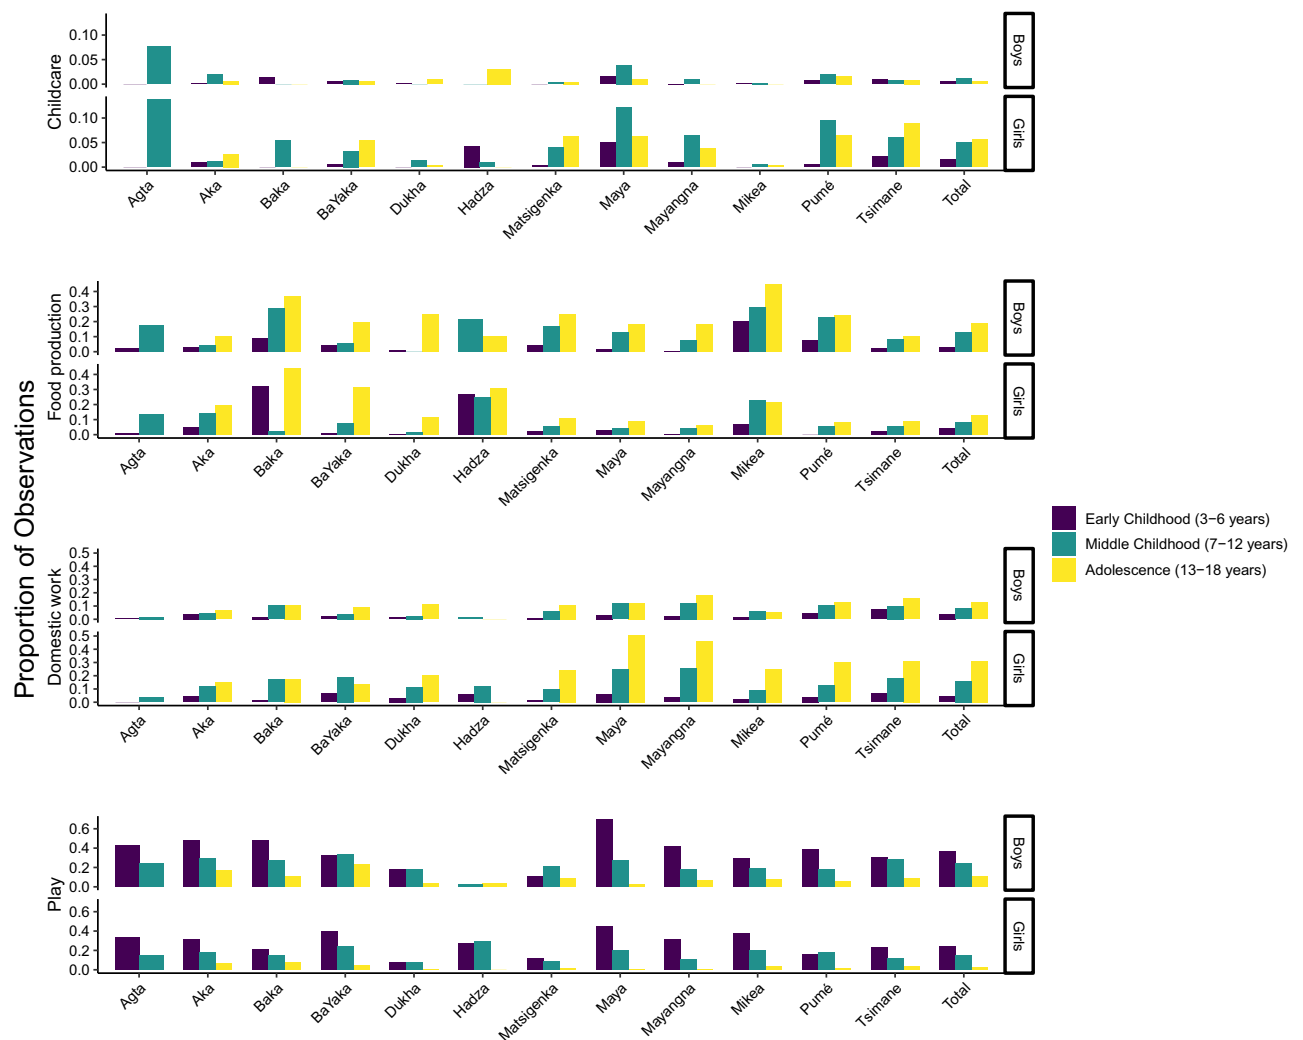 Proportion of Observations
Childcare
0.10
0.05
0.00
Boys
0.10
0.05
0.00
Girls
Agta Aka Baka BaYaka Dukha Hadza Matsigenka Maya Mayangna Mikea Pumé Tsimane Total
Food production
0.4
0.3
0.2
0.1
0.0
Boys
0.4
0.3
0.2
0.1
0.0
Girls
Agta Aka Baka BaYaka Dukha Hadza Matsigenka Maya Mayangna Mikea Pumé Tsimane Total
Early Childhood (3−6 years)
Middle Childhood (7−12 years)
Adolescence (13−18 years)
Domestic work
0.5
0.4
0.3
0.2
0.1
0.0
Boys
0.5
0.4
0.3
0.2
0.1
0.0
Girls
Agta Aka Baka BaYaka Dukha Hadza Matsigenka Maya Mayangna Mikea Pumé Tsimane Total
Play
0.6
0.4
0.2
0.0
Boys
0.6
0.4
0.2
0.0
Girls
Agta Aka Baka BaYaka Dukha Hadza Matsigenka Maya Mayangna Mikea Pumé Tsimane Total